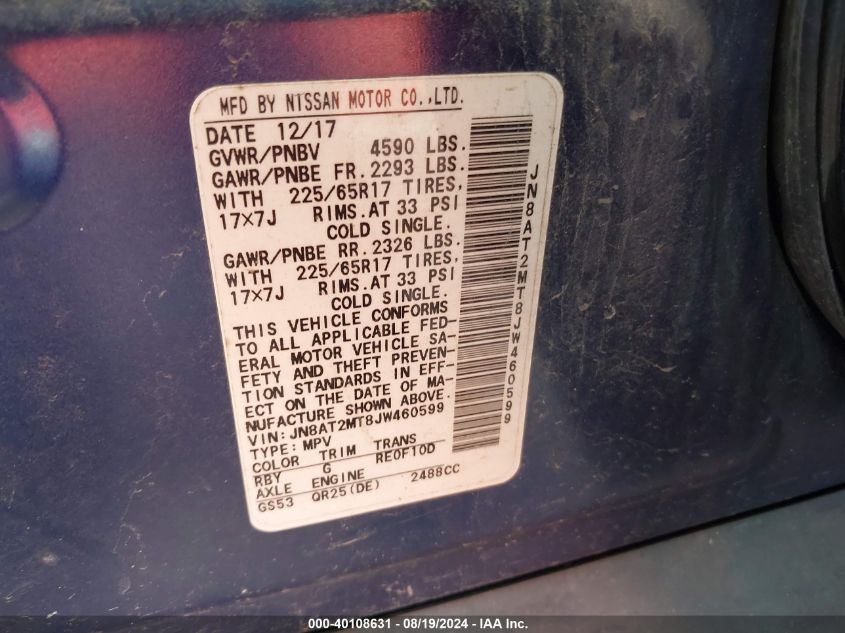 MFD BY NISSAN MOTOR CO.,LTD.
DATE 12/17
GVWR/PNBV 4590 LBS.
GAWR/PNBE FR. 2293 LBS.
WITH 225/65R17 TIRES,
17×7J RIMS.AT 33 PSI
COLD SINGLE.
GAWR/PNBE RR. 2326 LBS.
WITH 225/65R17 TIRES,
17×7J RIMS.AT 33 PSI
COLD SINGLE.
THIS VEHICLE CONFORMS
TO ALL APPLICABLE FED-
ERAL MOTOR VEHICLE SA-
FETY AND THEFT PREVEN-
TION STANDARDS IN EFF-
ECT ON THE DATE OF MA-
NUFACTURE SHOWN ABOVE.
VIN:JN8AT2MT8JW460599
TYPE:MPV
COLOR TRIM TRANS
RBY G RE0F10D
AXLE ENGINE
GS53 QR25(DE) 2488CC
JN8AT2MT8JW460599
000-40108631 - 08/19/2024 - IAA Inc.